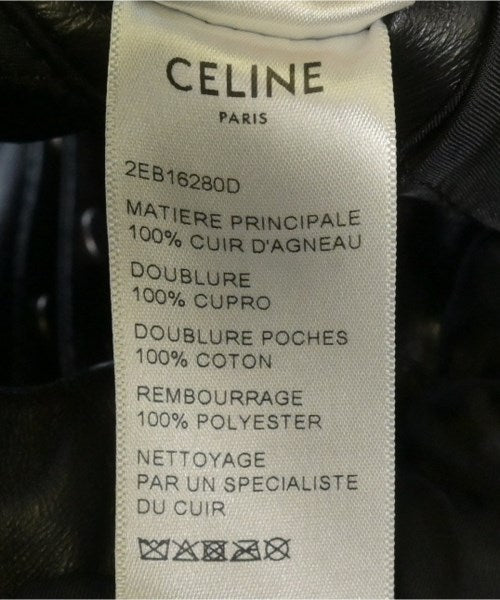 CELINE
PARIS
2EB16280D
MATIERE PRINCIPALE
100% CUIR D'AGNEAU
DOUBLURE
100% CUPRO
DOUBLURE POCHES
100% COTON
REMBOURRAGE
100% POLYESTER
NETTOYAGE
PAR UN SPECIALISTE
DU CUIR